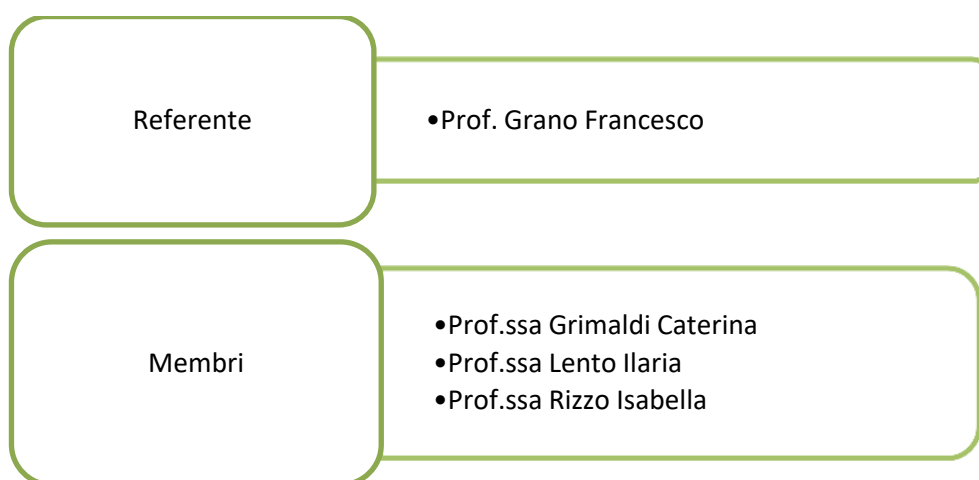 Referente
•Prof. Grano Francesco
Membri
•Prof.ssa Grimaldi Caterina
•Prof.ssa Lento Ilaria
•Prof.ssa Rizzo Isabella